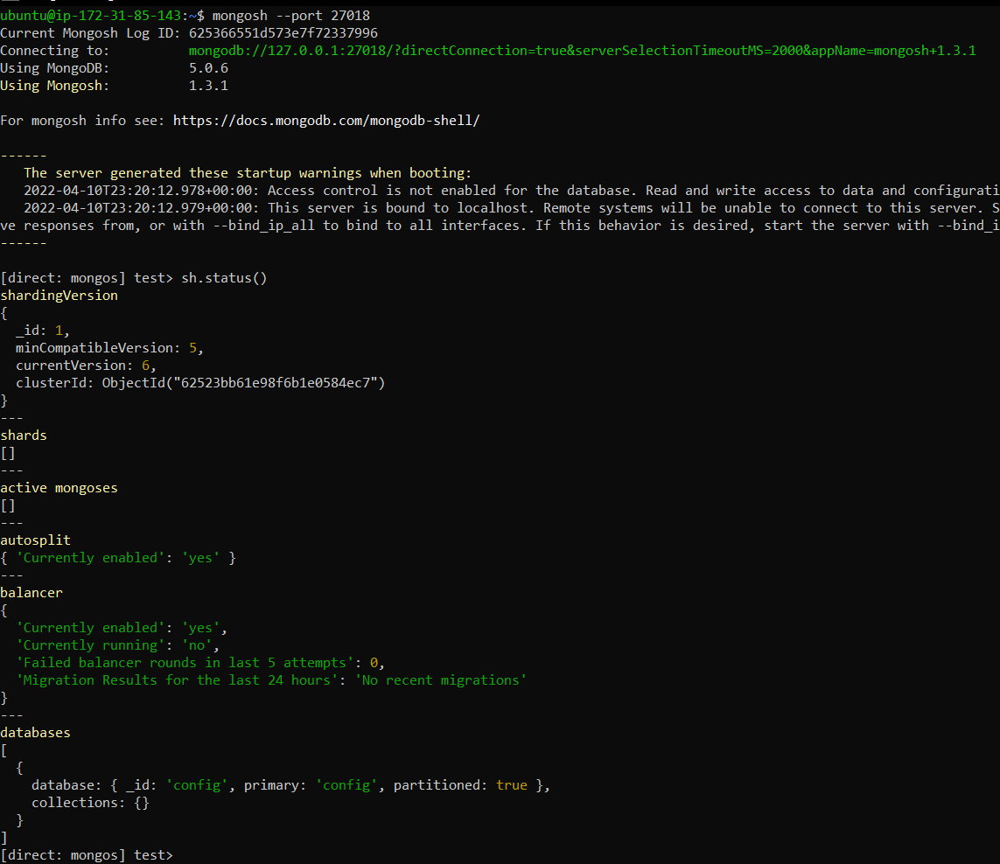 ubuntu@ip-172-31-85-143:~$ mongosh --port 27018
Current Mongosh Log ID: 625366551d573e7f72337996
Connecting to:          mongodb://127.0.0.1:27018/?directConnection=true&serverSelectionTimeoutMS=2000&appName=mongosh+1.3.1
Using MongoDB:          5.0.6
Using Mongosh:          1.3.1
For mongosh info see: https://docs.mongodb.com/mongodb-shell/
------
   The server generated these startup warnings when booting:
   2022-04-10T23:20:12.978+00:00: Access control is not enabled for the database. Read and write access to data and configurati
   2022-04-10T23:20:12.979+00:00: This server is bound to localhost. Remote systems will be unable to connect to this server. S
ve responses from, or with --bind_ip_all to bind to all interfaces. If this behavior is desired, start the server with --bind_i
------
[direct: mongos] test> sh.status()
shardingVersion
{
  _id: 1,
  minCompatibleVersion: 5,
  currentVersion: 6,
  clusterId: ObjectId("62523bb61e98f6b1e0584ec7")
}
---
shards
[]
---
active mongoses
[]
---
autosplit
{ 'Currently enabled': 'yes' }
---
balancer
{
  'Currently enabled': 'yes',
  'Currently running': 'no',
  'Failed balancer rounds in last 5 attempts': 0,
  'Migration Results for the last 24 hours': 'No recent migrations'
}
---
databases
[
  {
    database: { _id: 'config', primary: 'config', partitioned: true },
    collections: {}
  }
]
[direct: mongos] test>